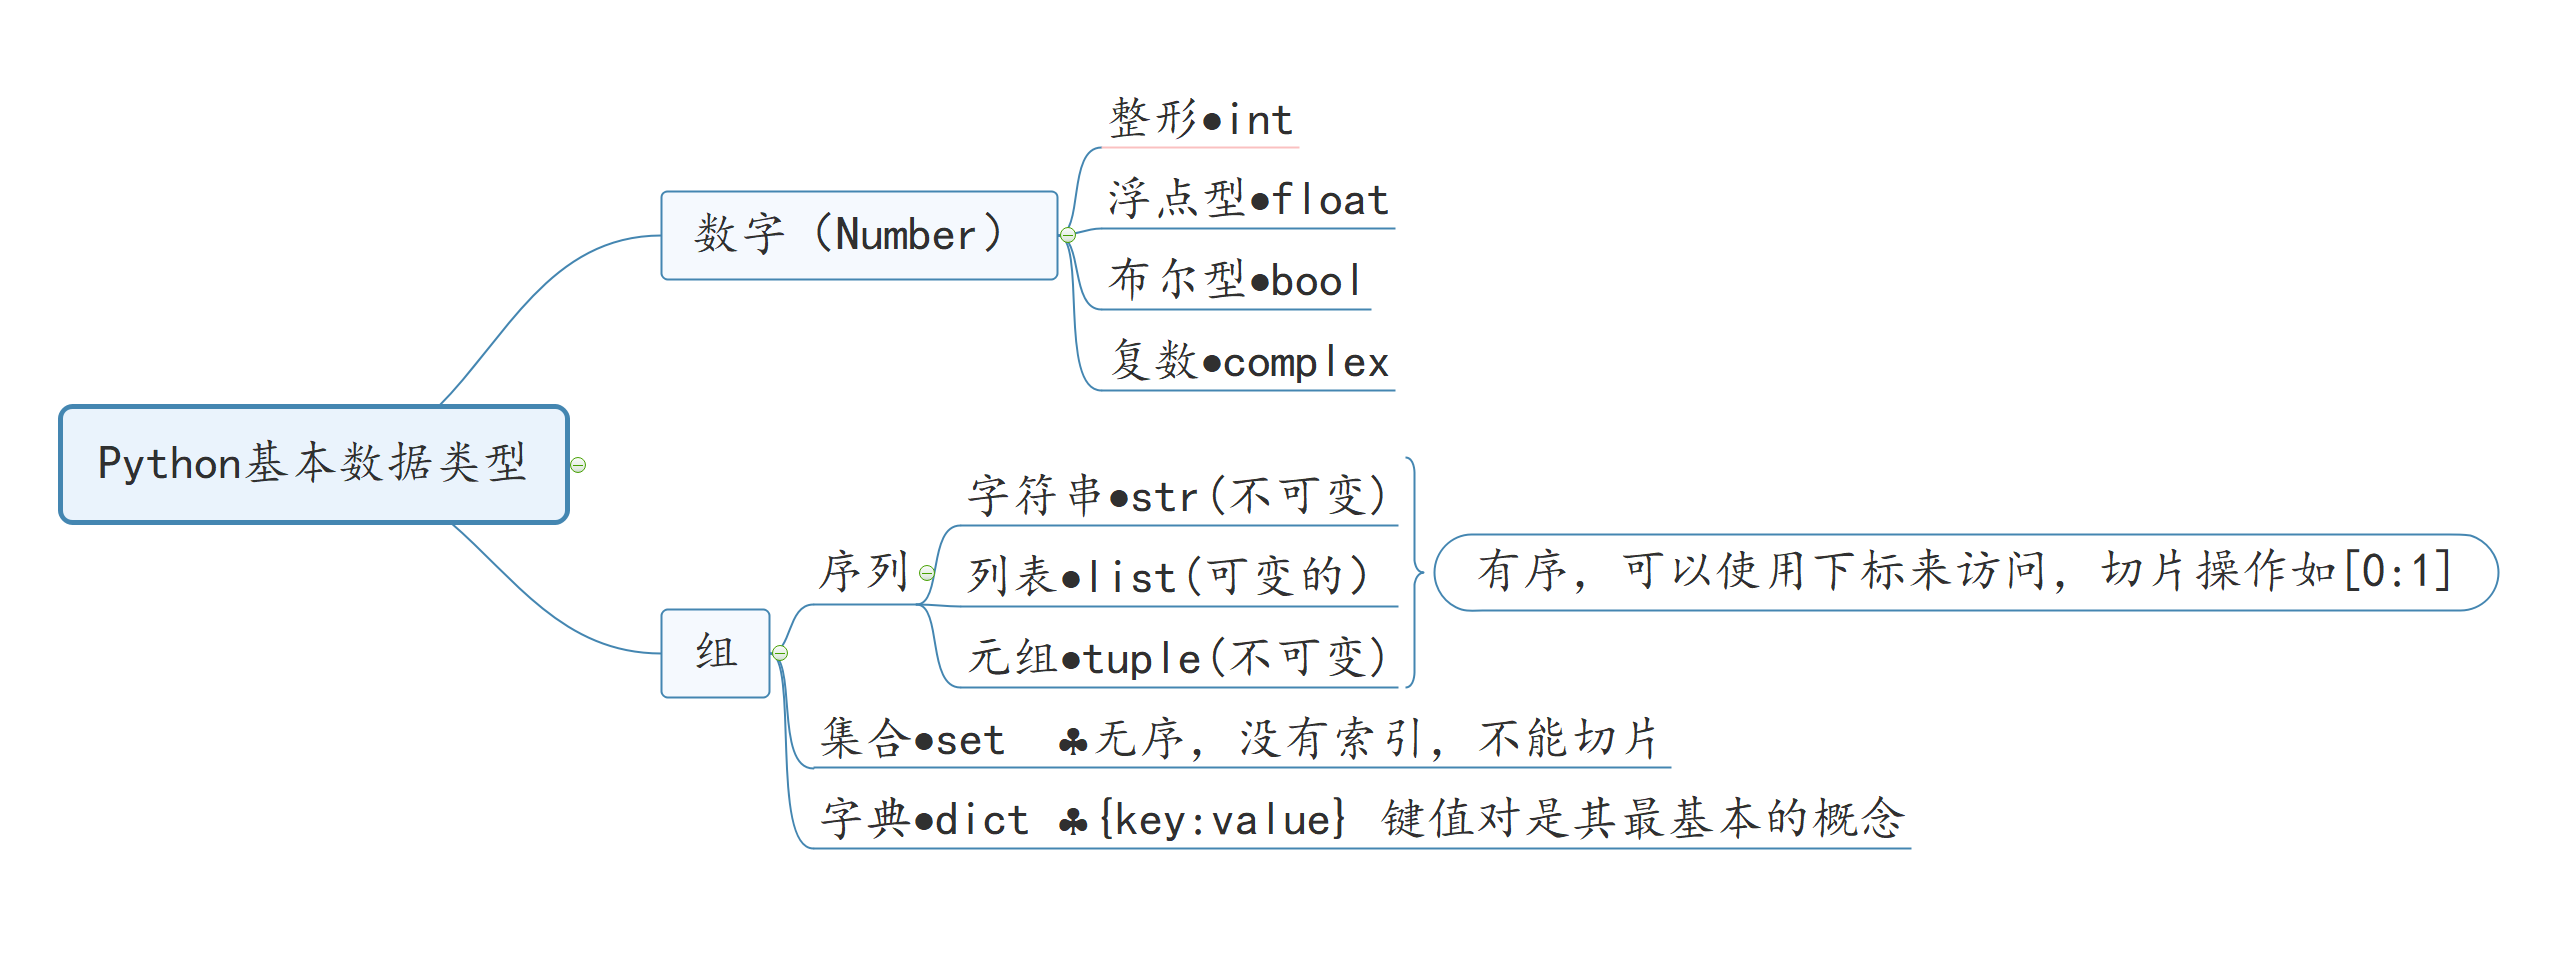 整形●int
浮点型●float
数字（Number）
布尔型●bool
复数●complex
Python基本数据类型
字符串●str(不可变)
序列
列表●list(可变的)
有序，可以使用下标来访问，切片操作如[0:1]
元组●tuple(不可变)
组
集合●set ♣无序，没有索引，不能切片
字典●dict ♣{key:value} 键值对是其最基本的概念